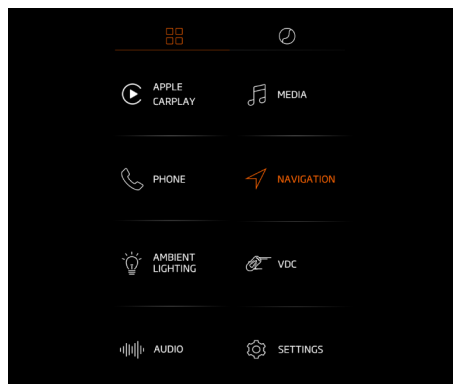 APPLE
CARPLAY
MEDIA
PHONE
NAVIGATION
AMBIENT
LIGHTING
VDC
AUDIO
SETTINGS